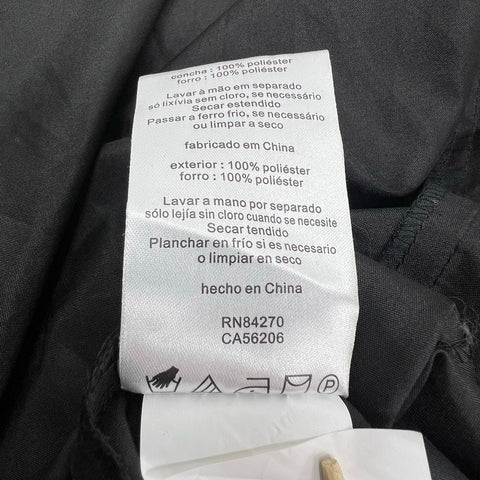 concha : 100% poliéster
forro : 100% poliéster
Lavar à mão em separado
só lixívia sem cloro, se necessário
Secar estendido
Passar a ferro frio, se necessário
ou limpar a seco
fabricado em China
exterior : 100% poliéster
forro : 100% poliéster
Lavar a mano por separado
sólo lejía sin cloro cuando se necesite
Secar tendido
Planchar en frío si es necesario
o limpiar en seco
hecho en China
RN84270
CA56206
P